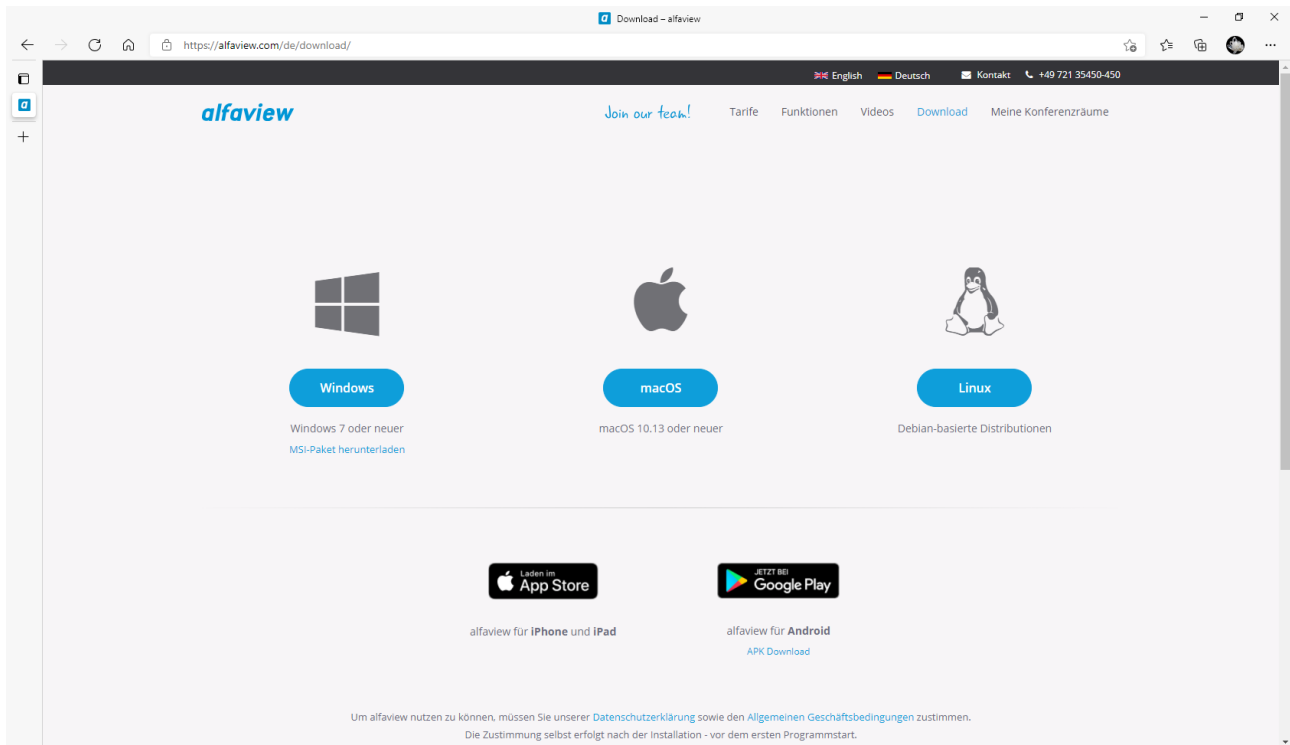 Download – alfaview
https://alfaview.com/de/download/
English Deutsch Kontakt +49 721 35450-450
alfaview
Join our team! Tarife Funktionen Videos Download Meine Konferenzräume
Windows macOS Linux
Windows 7 oder neuer macOS 10.13 oder neuer Debian-basierte Distributionen
MSI-Paket herunterladen
Laden im JETZT BEI
App Store Google Play
alfaview für iPhone und iPad alfaview für Android
APK Download
Um alfaview nutzen zu können, müssen Sie unserer Datenschutzerklärung sowie den Allgemeinen Geschäftsbedingungen zustimmen.
Die Zustimmung selbst erfolgt nach der Installation - vor dem ersten Programmstart.